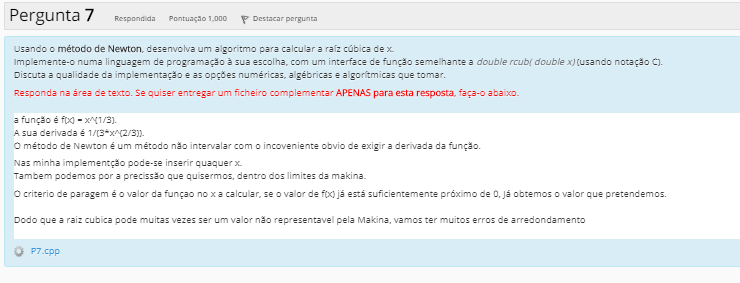 Pergunta 7 Respondida Pontuação 1,000 Destacar pergunta
Usando o método de Newton, desenvolva um algoritmo para calcular a raíz cúbica de x.
Implemente-o numa linguagem de programação à sua escolha, com um interface de função semelhante a double rcub( double x) (usando notação C).
Discuta a qualidade da implementação e as opções numéricas, algébricas e algorítmicas que tomar.
Responda na área de texto. Se quiser entregar um ficheiro complementar APENAS para esta resposta, faça-o abaixo.
a função é f(x) = x^(1/3).
A sua derivada é 1/(3*x^(2/3)).
O método de Newton é um método não intervalar com o incoveniente obvio de exigir a derivada da função.
Nas minha implementção pode-se inserir quaquer x.
Tambem podemos por a precissão que quisermos, dentro dos limites da makina.
O criterio de paragem é o valor da funçao no x a calcular, se o valor de f(x) já está suficientemente próximo de 0, Já obtemos o valor que pretendemos.
Dodo que a raiz cubica pode muitas vezes ser um valor não representavel pela Makina, vamos ter muitos erros de arredondamento
P7.cpp